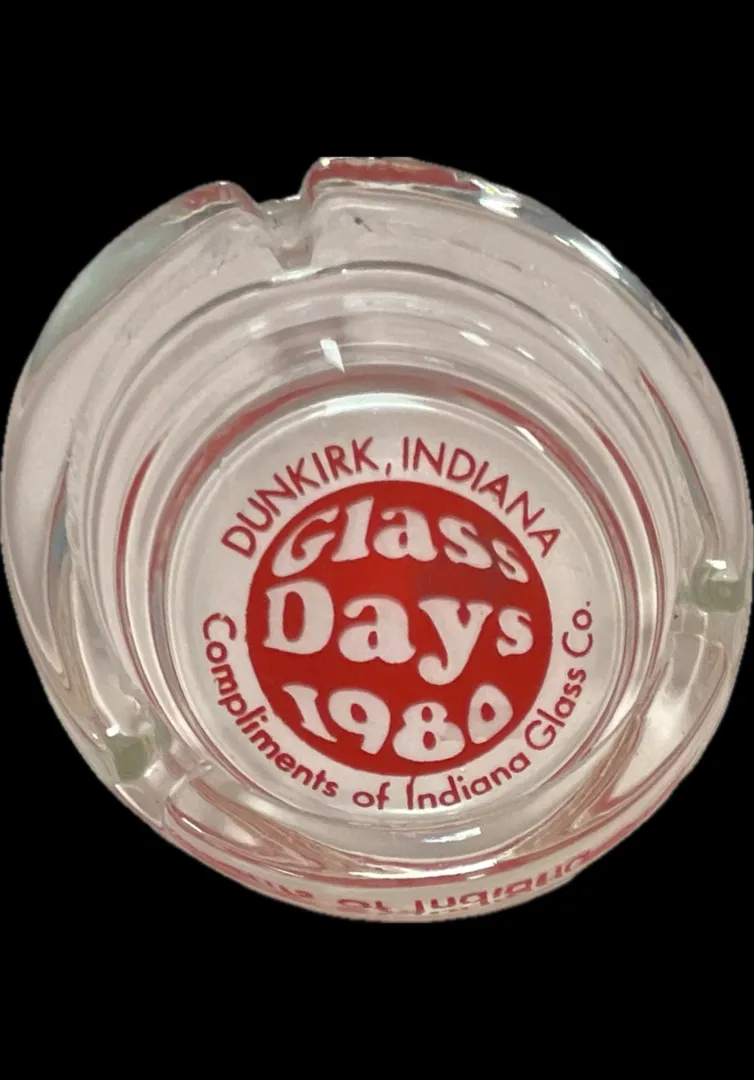 DUNKIRK, INDIANA
Glass
Days
1980
Compliments of Indiana Glass Co.